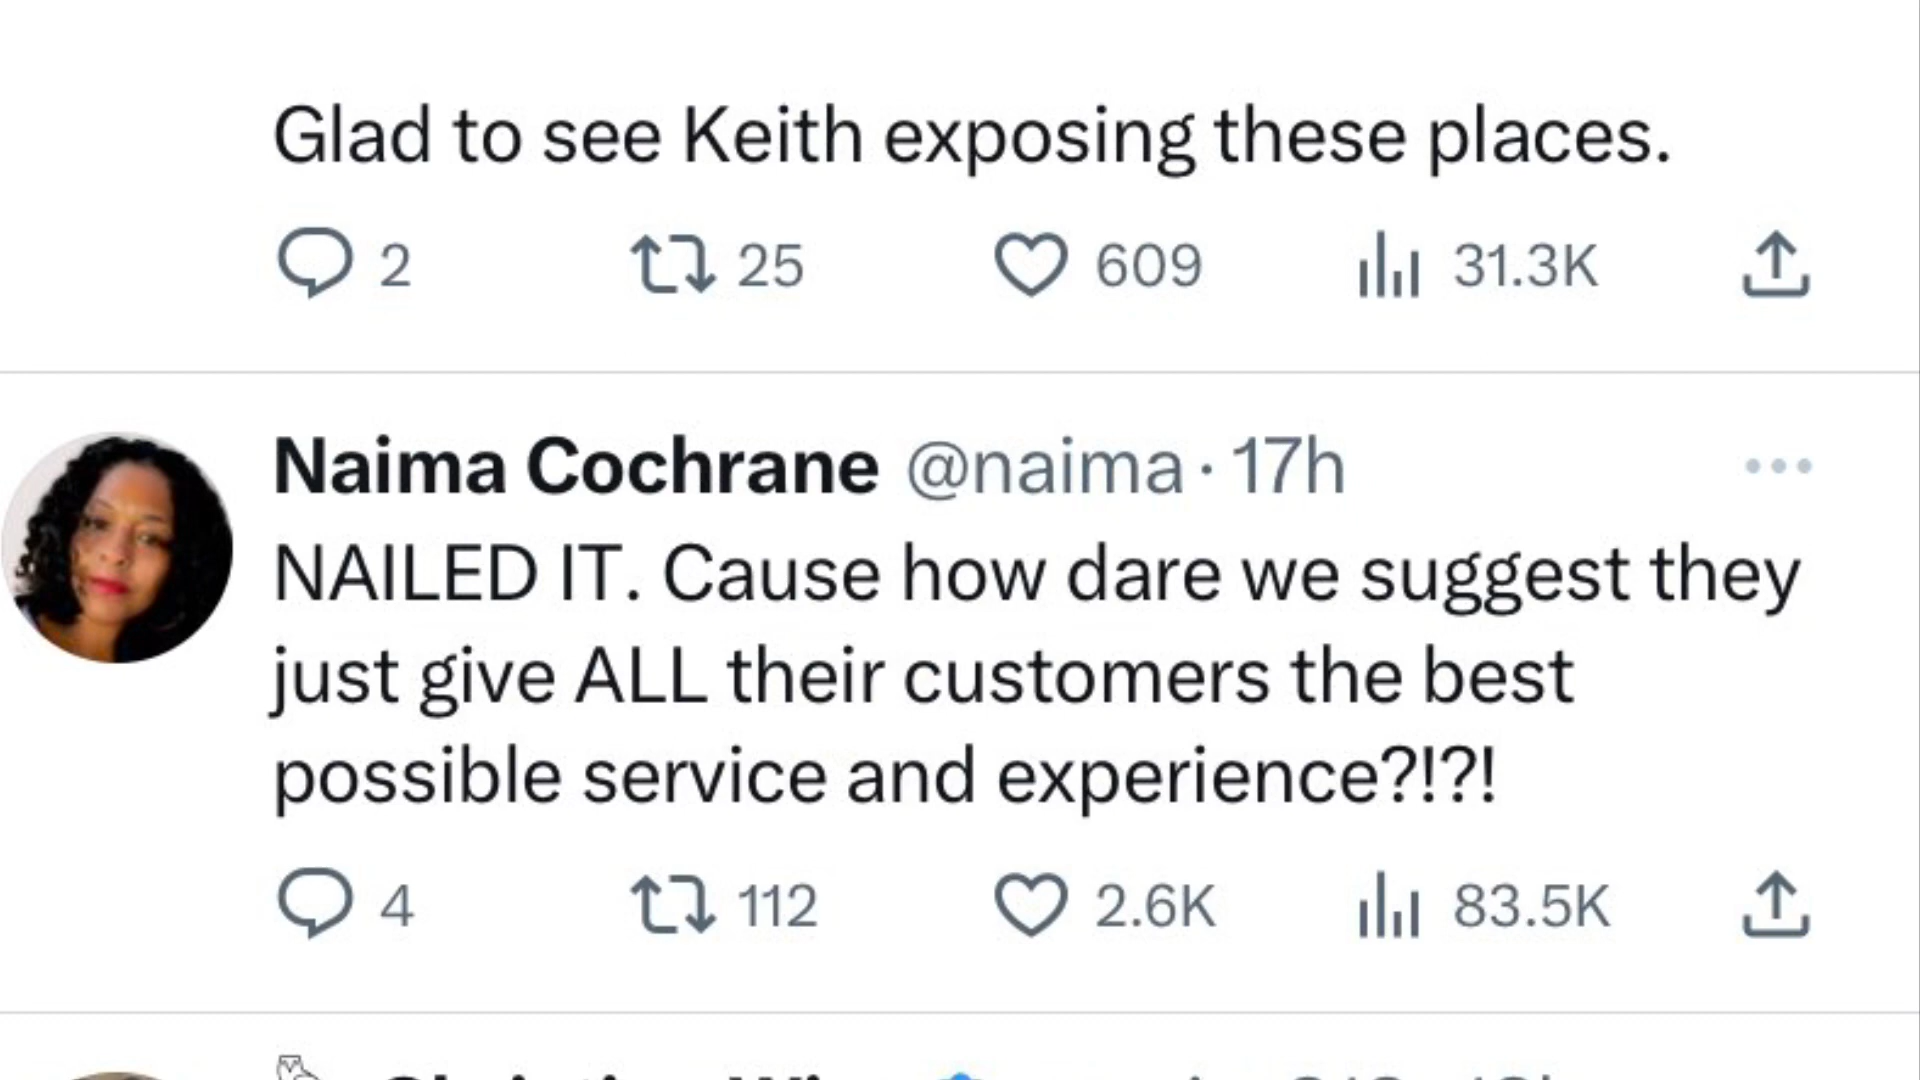 Glad to see Keith exposing these places.
2 25 609 31.3K
Naima Cochrane @naima · 17h
NAILED IT. Cause how dare we suggest they
just give ALL their customers the best
possible service and experience?!?!
4 112 2.6K 83.5K